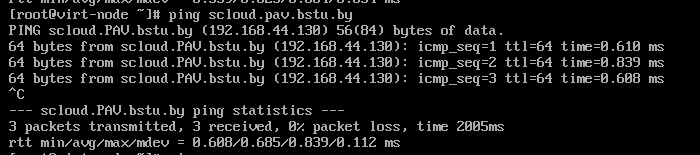 [root@virt-node ~]# ping scloud.pav.bstu.by
PING scloud.PAV.bstu.by (192.168.44.130) 56(84) bytes of data.
64 bytes from scloud.PAV.bstu.by (192.168.44.130): icmp_seq=1 ttl=64 time=0.610 ms
64 bytes from scloud.PAV.bstu.by (192.168.44.130): icmp_seq=2 ttl=64 time=0.839 ms
64 bytes from scloud.PAV.bstu.by (192.168.44.130): icmp_seq=3 ttl=64 time=0.608 ms
^C
--- scloud.PAV.bstu.by ping statistics ---
3 packets transmitted, 3 received, 0% packet loss, time 2005ms
rtt min/avg/max/mdev = 0.608/0.685/0.839/0.112 ms